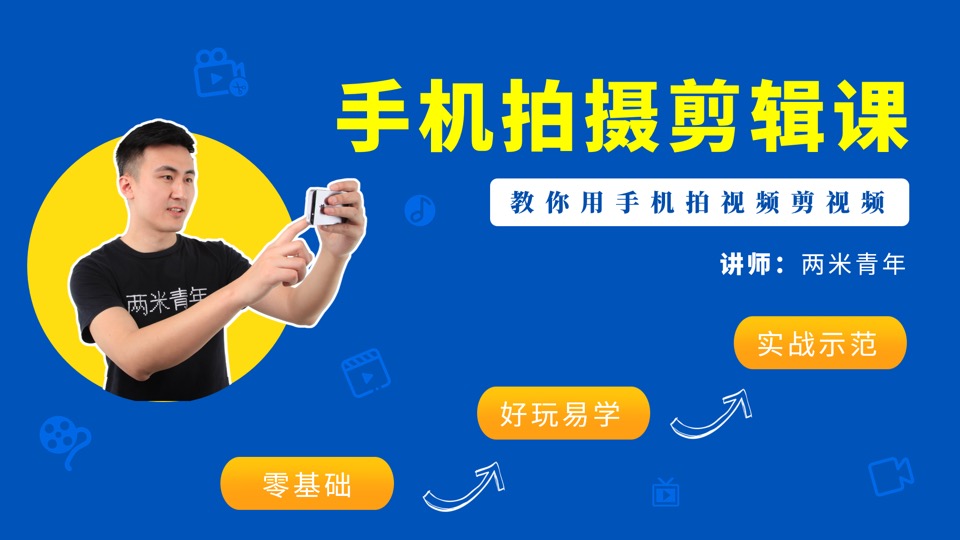 手机拍摄剪辑课
教你用手机拍视频剪视频
讲师：两米青年
两米青年
实战示范
好玩易学
零基础